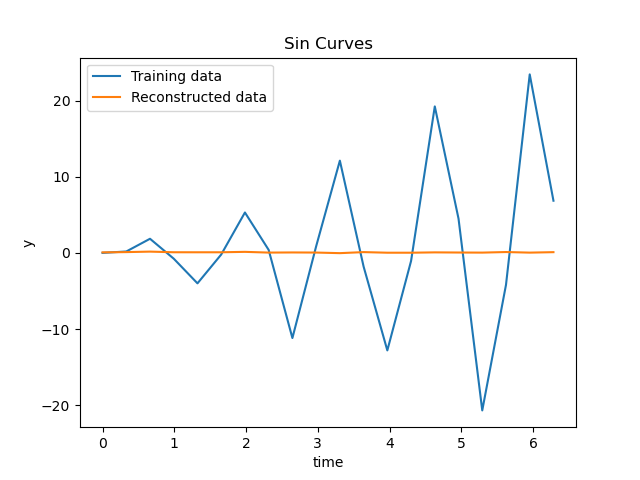 Sin Curves
Training data
Reconstructed data
y
20
10
0
−10
−20
0 1 2 3 4 5 6
time